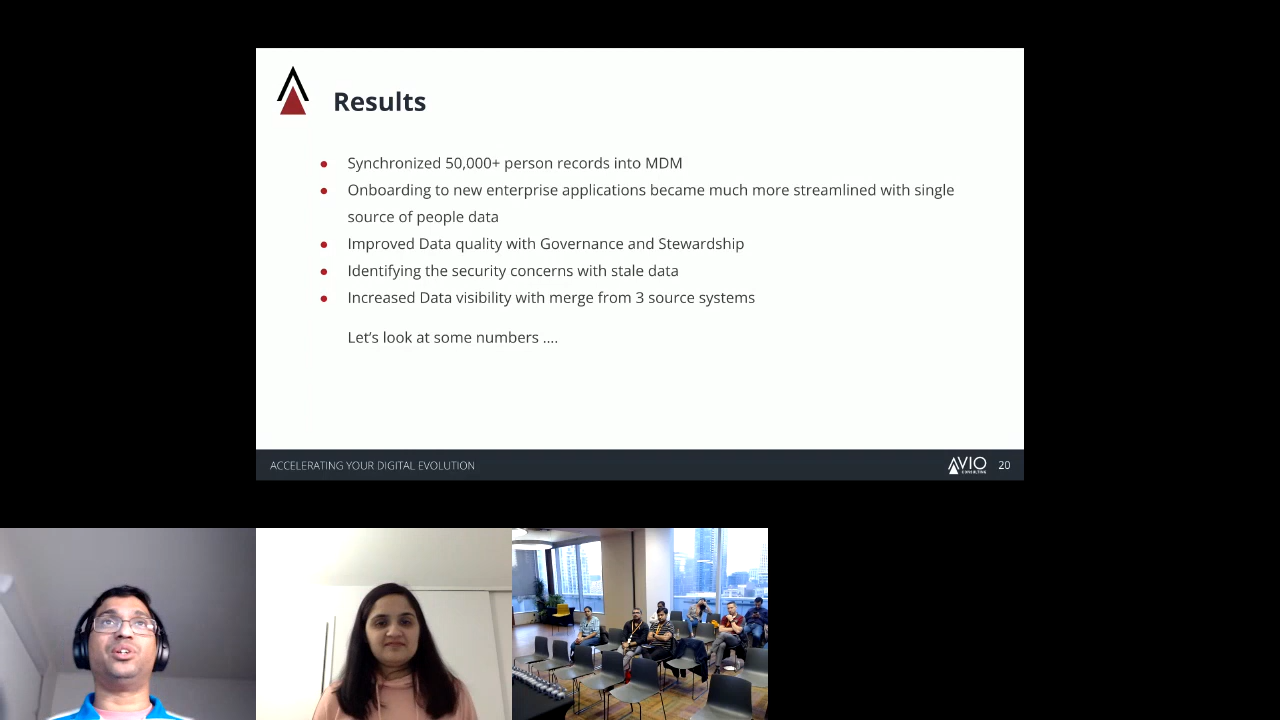 Results
● Synchronized 50,000+ person records into MDM
● Onboarding to new enterprise applications became much more streamlined with single
source of people data
● Improved Data quality with Governance and Stewardship
● Identifying the security concerns with stale data
● Increased Data visibility with merge from 3 source systems
Let's look at some numbers ....
ACCELERATING YOUR DIGITAL EVOLUTION
AVIO
CONSULTING
20